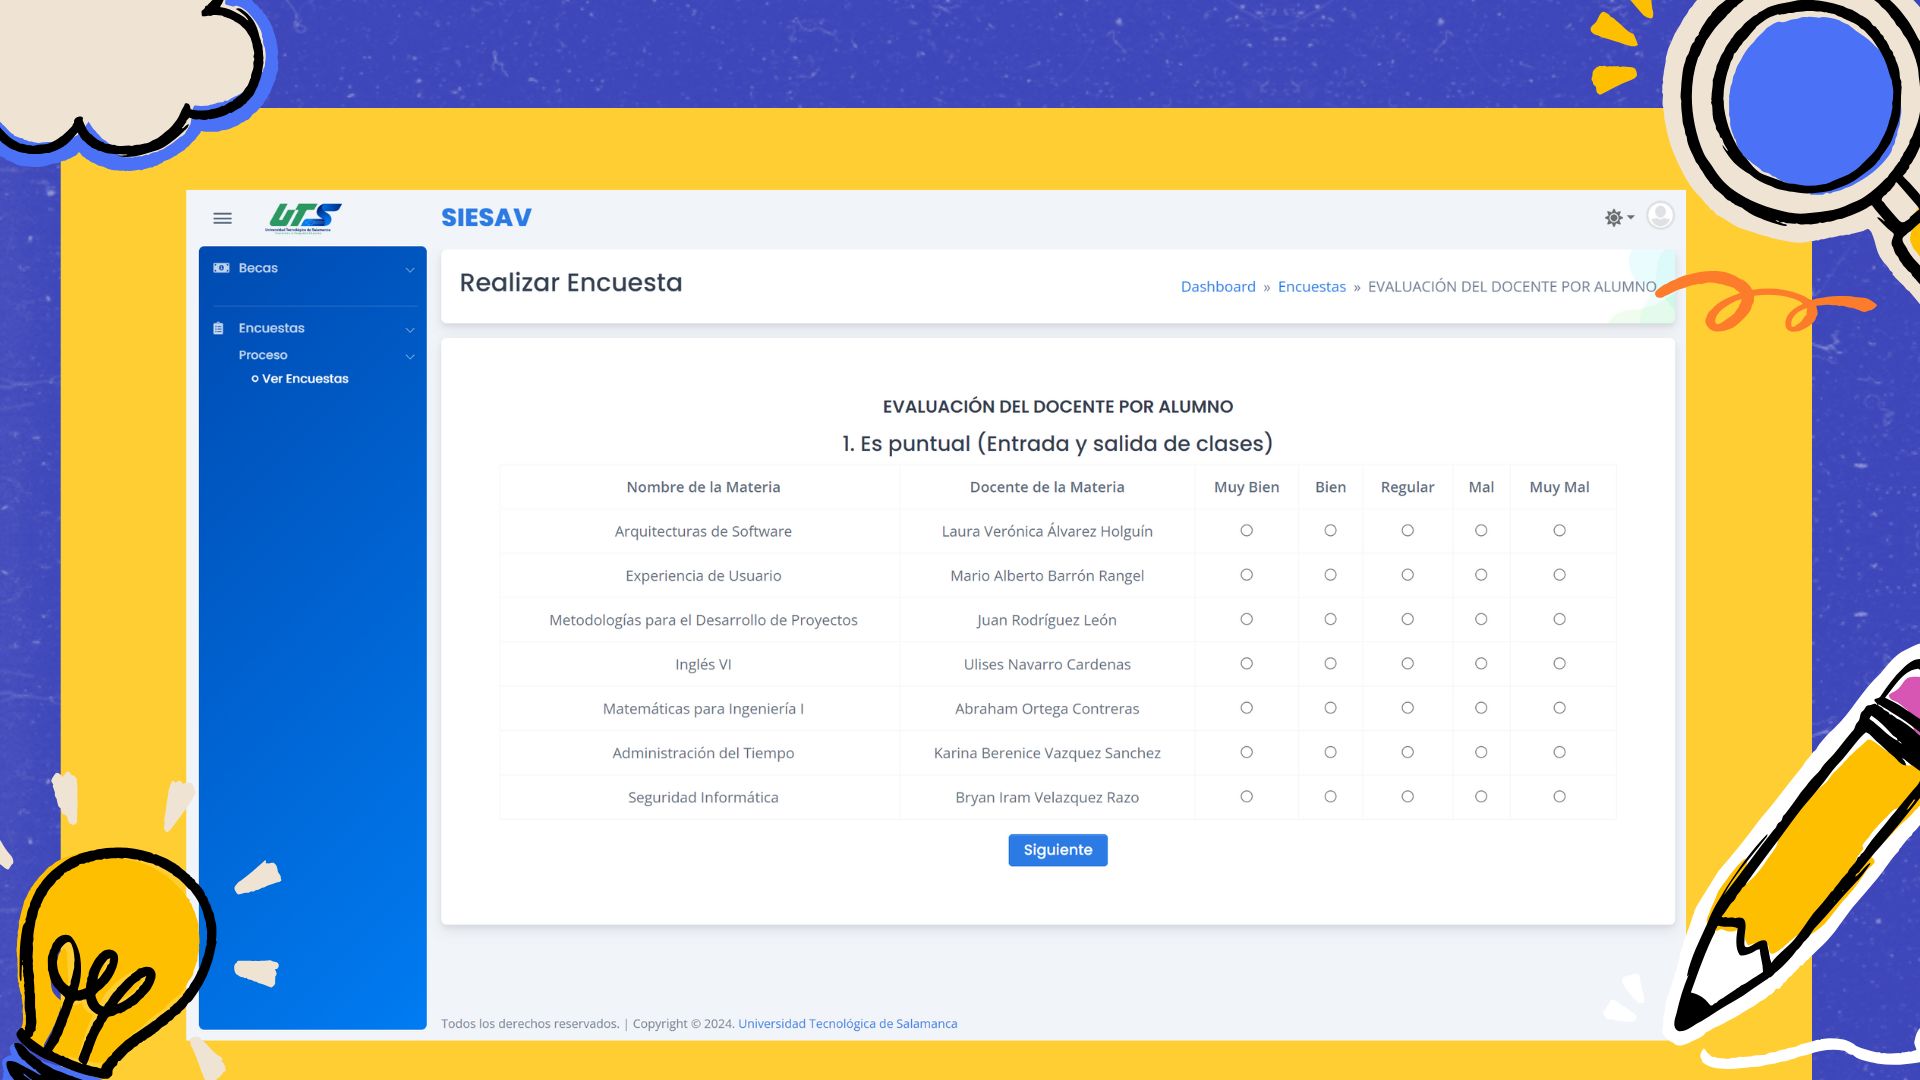 UTS
Universidad Tecnológica de Salamanca
SIESAV
Becas
Encuestas
Proceso
Ver Encuestas
Realizar Encuesta
Dashboard » Encuestas » EVALUACIÓN DEL DOCENTE POR ALUMNO
EVALUACIÓN DEL DOCENTE POR ALUMNO
1. Es puntual (Entrada y salida de clases)
Nombre de la Materia Docente de la Materia Muy Bien Bien Regular Mal Muy Mal
Arquitecturas de Software Laura Verónica Álvarez Holguín
Experiencia de Usuario Mario Alberto Barrón Rangel
Metodologías para el Desarrollo de Proyectos Juan Rodríguez León
Inglés VI Ulises Navarro Cardenas
Matemáticas para Ingeniería I Abraham Ortega Contreras
Administración del Tiempo Karina Berenice Vazquez Sanchez
Seguridad Informática Bryan Iram Velazquez Razo
Siguiente
Todos los derechos reservados. | Copyright © 2024. Universidad Tecnológica de Salamanca